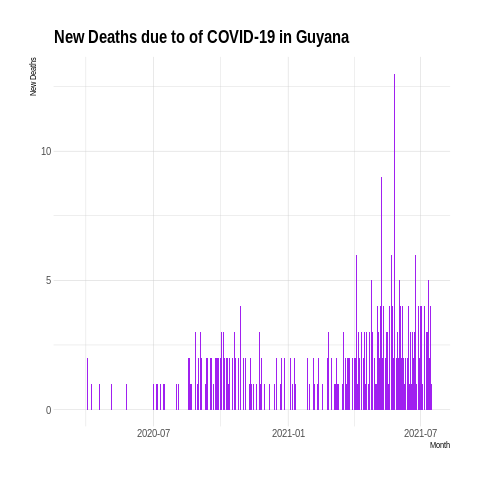 New Deaths due to of COVID-19 in Guyana
New Deaths
10
5
0
2020-07
2021-01
2021-07
Month